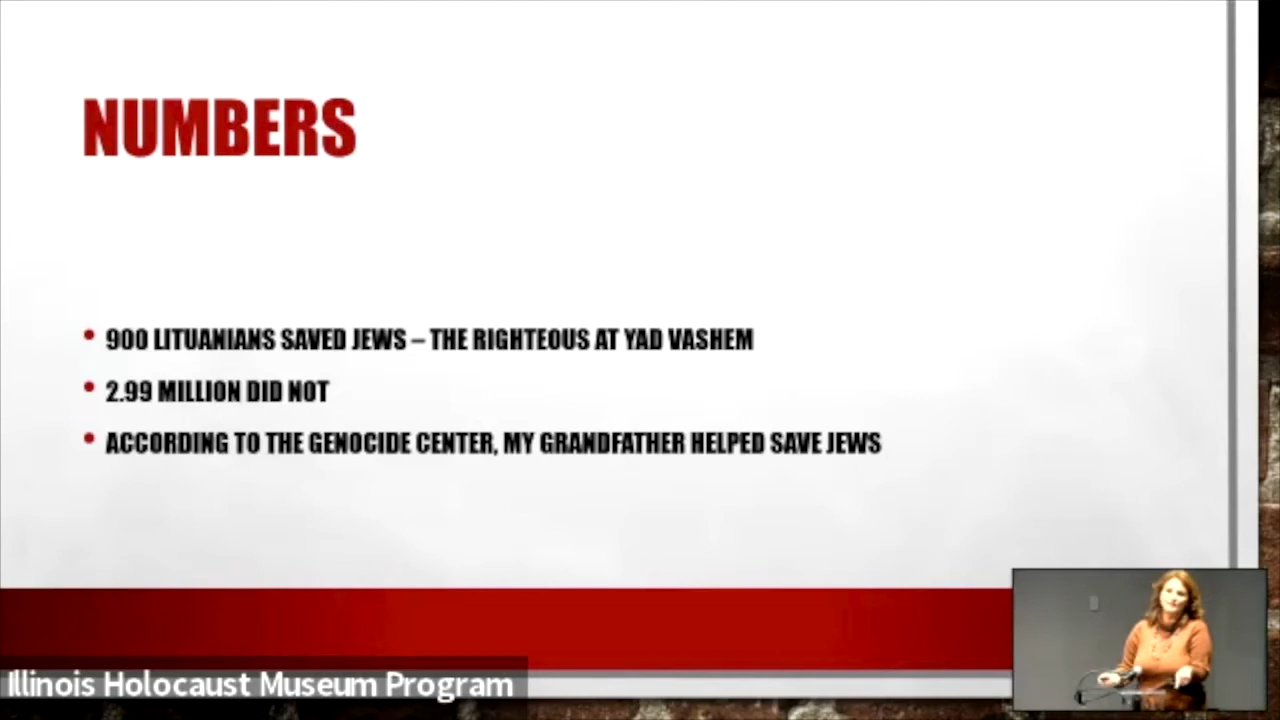 NUMBERS
• 900 LITUANIANS SAVED JEWS – THE RIGHTEOUS AT YAD VASHEM
• 2.99 MILLION DID NOT
• ACCORDING TO THE GENOCIDE CENTER, MY GRANDFATHER HELPED SAVE JEWS
Illinois Holocaust Museum Program